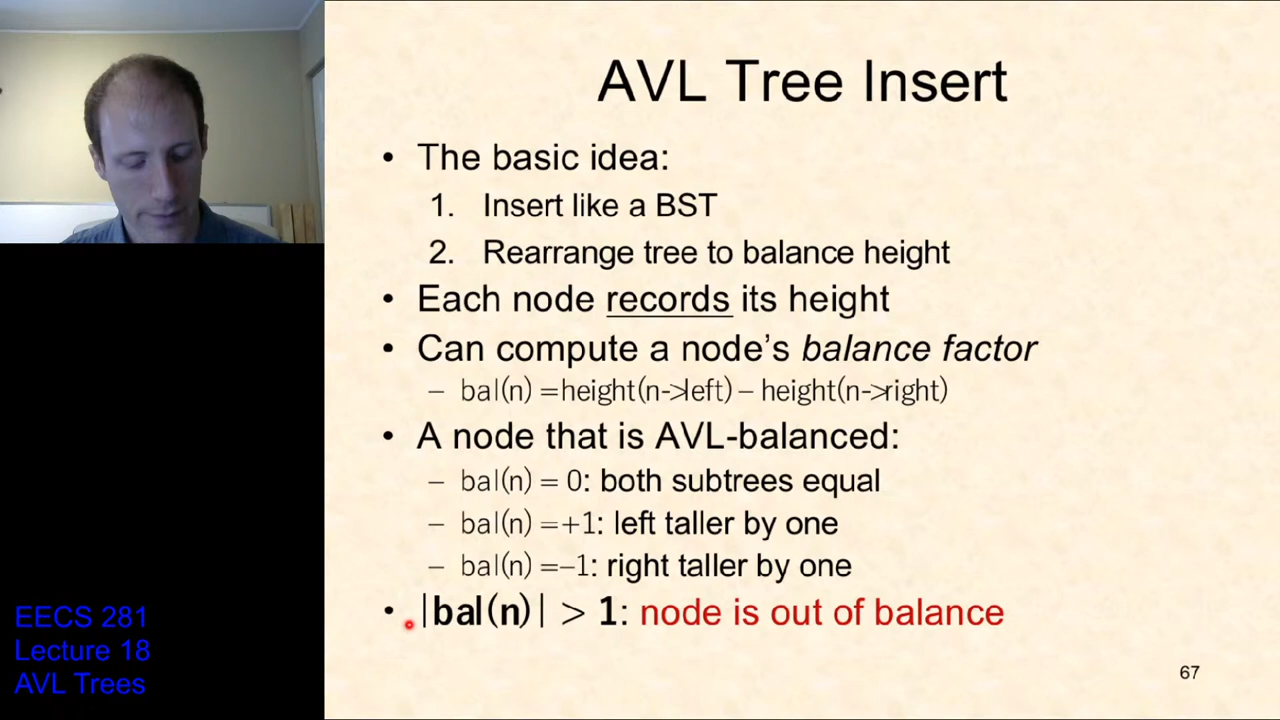 AVL Tree Insert
• The basic idea:
1. Insert like a BST
2. Rearrange tree to balance height
• Each node records its height
• Can compute a node's balance factor
– bal(n) =height(n->left) – height(n->right)
• A node that is AVL-balanced:
– bal(n) = 0: both subtrees equal
– bal(n) =+1: left taller by one
– bal(n) =–1: right taller by one
• |bal(n)| > 1: node is out of balance
EECS 281
Lecture 18
AVL Trees
67